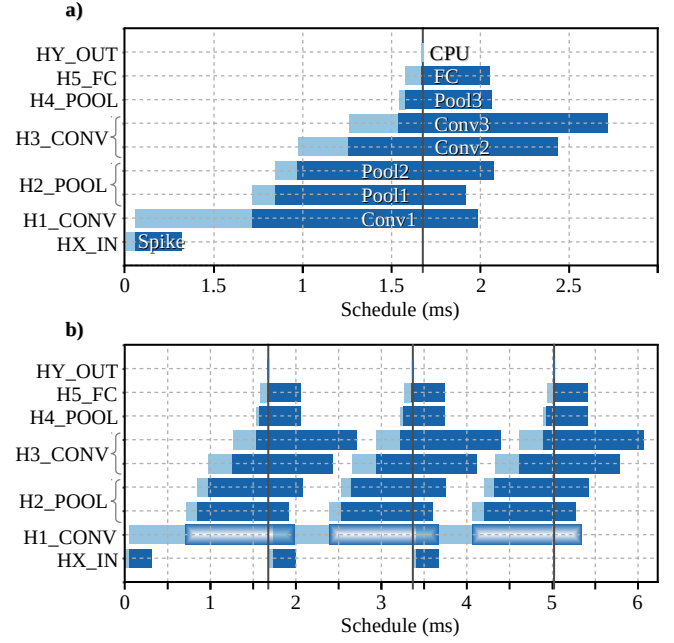 a)
HY_OUT
CPU
H5_FC
FC
H4_POOL
Pool3
H3_CONV
Conv3
Conv2
H2_POOL
Pool2
Pool1
H1_CONV
Conv1
HX_IN
Spike
0 1.5 1 1.5 2 2.5
Schedule (ms)
b)
HY_OUT
H5_FC
H4_POOL
H3_CONV
H2_POOL
H1_CONV
HX_IN
0 1 2 3 4 5 6
Schedule (ms)